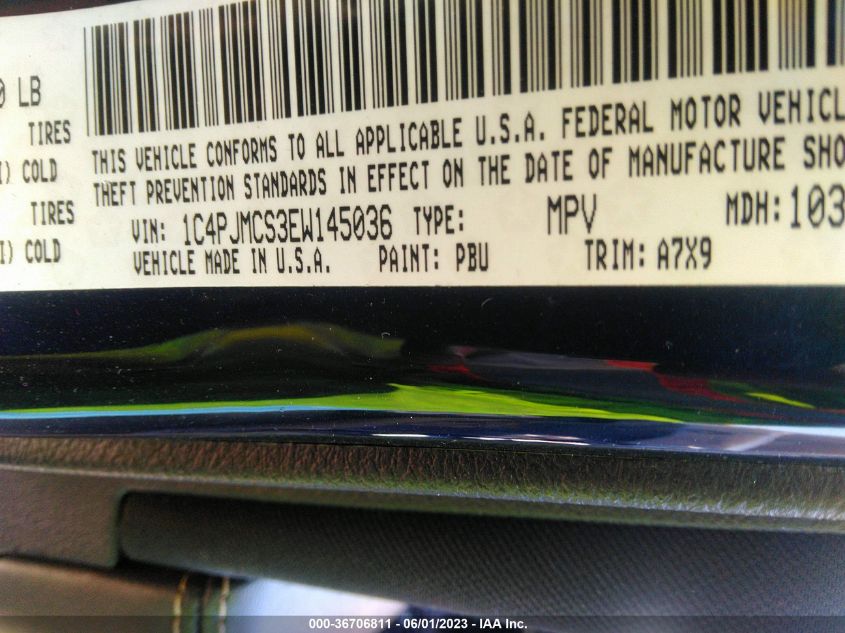 0 LB
TIRES
I) COLD
TIRES
I) COLD
THIS VEHICLE CONFORMS TO ALL APPLICABLE U.S.A. FEDERAL MOTOR VEHICL
THEFT PREVENTION STANDARDS IN EFFECT ON THE DATE OF MANUFACTURE SHO
VIN: 1C4PJMCS3EW145036 TYPE: MPV MDH: 103
VEHICLE MADE IN U.S.A. PAINT: PBU TRIM: A7X9
000-36706811 - 06/01/2023 - IAA Inc.